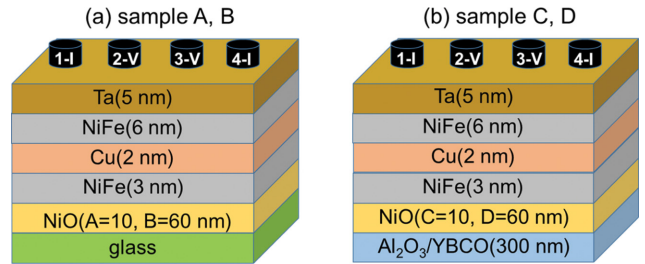 (a) sample A, B
1-I 2-V 3-V 4-I
Ta(5 nm)
NiFe(6 nm)
Cu(2 nm)
NiFe(3 nm)
NiO(A=10, B=60 nm)
glass
(b) sample C, D
1-I 2-V 3-V 4-I
Ta(5 nm)
NiFe(6 nm)
Cu(2 nm)
NiFe(3 nm)
NiO(C=10, D=60 nm)
Al₂O₃/YBCO(300 nm)